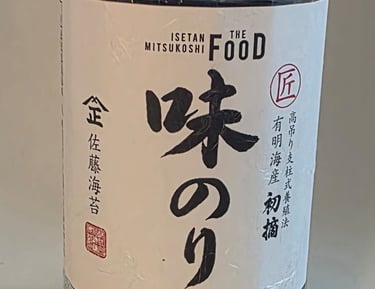 ISETAN
MITSUKOSHI
THE
FOOD
匠
高吊り支柱式養殖法
有明海産 初摘
味のり
正 佐藤海苔